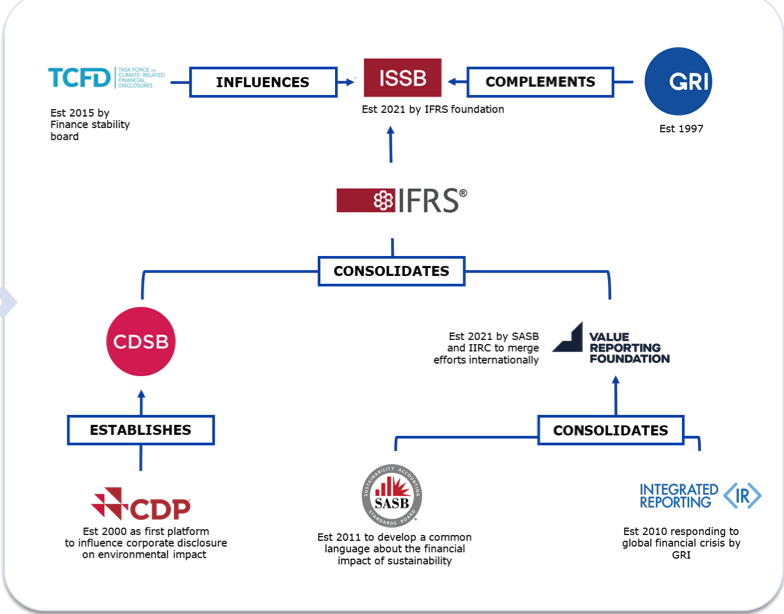 TCFD
TASK FORCE ON
CLIMATE-RELATED
FINANCIAL
DISCLOSURES
INFLUENCES
ISSB
COMPLEMENTS
GRI
Est 2015 by
Finance stability
board
Est 2021 by IFRS foundation
Est 1997
IFRS®
CONSOLIDATES
CDSB
Est 2021 by SASB
and IIRC to merge
efforts internationally
VALUE
REPORTING
FOUNDATION
ESTABLISHES
CONSOLIDATES
CDP
Est 2000 as first platform
to influence corporate disclosure
on environmental impact
SUSTAINABILITY ACCOUNTING
SASB
STANDARDS BOARD
Est 2011 to develop a common
language about the financial
impact of sustainability
INTEGRATED
REPORTING
<IR>
Est 2010 responding to
global financial crisis by
GRI